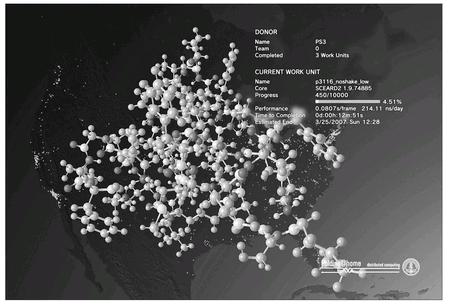 DONOR
Name PS3
Team 0
Completed 3 Work Units
CURRENT WORK UNIT
Name p3116_noshake_low
Core SCEARD2 1.9.74885
Progress 450/10000
4.51%
Performance 0.0807s/frame 214.11 ns/day
Time to Completion 0d:00h:12m:51s
Estimated End 3/25/2007 Sun 12:28
Folding@home distributed computing